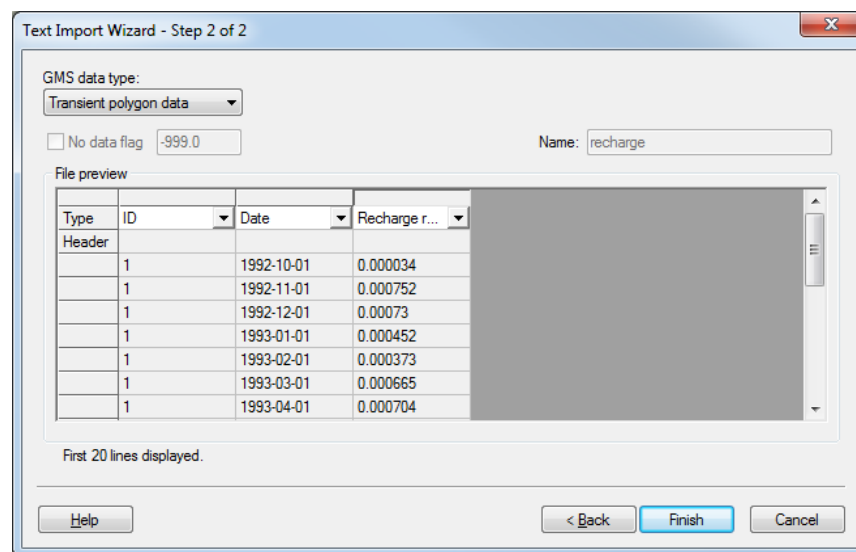 Text Import Wizard - Step 2 of 2
GMS data type:
Transient polygon data
No data flag -999.0 Name: recharge
File preview
Type ID Date Recharge r...
Header
1 1992-10-01 0.000034
1 1992-11-01 0.000752
1 1992-12-01 0.00073
1 1993-01-01 0.000452
1 1993-02-01 0.000373
1 1993-03-01 0.000665
1 1993-04-01 0.000704
First 20 lines displayed.
Help < Back Finish Cancel